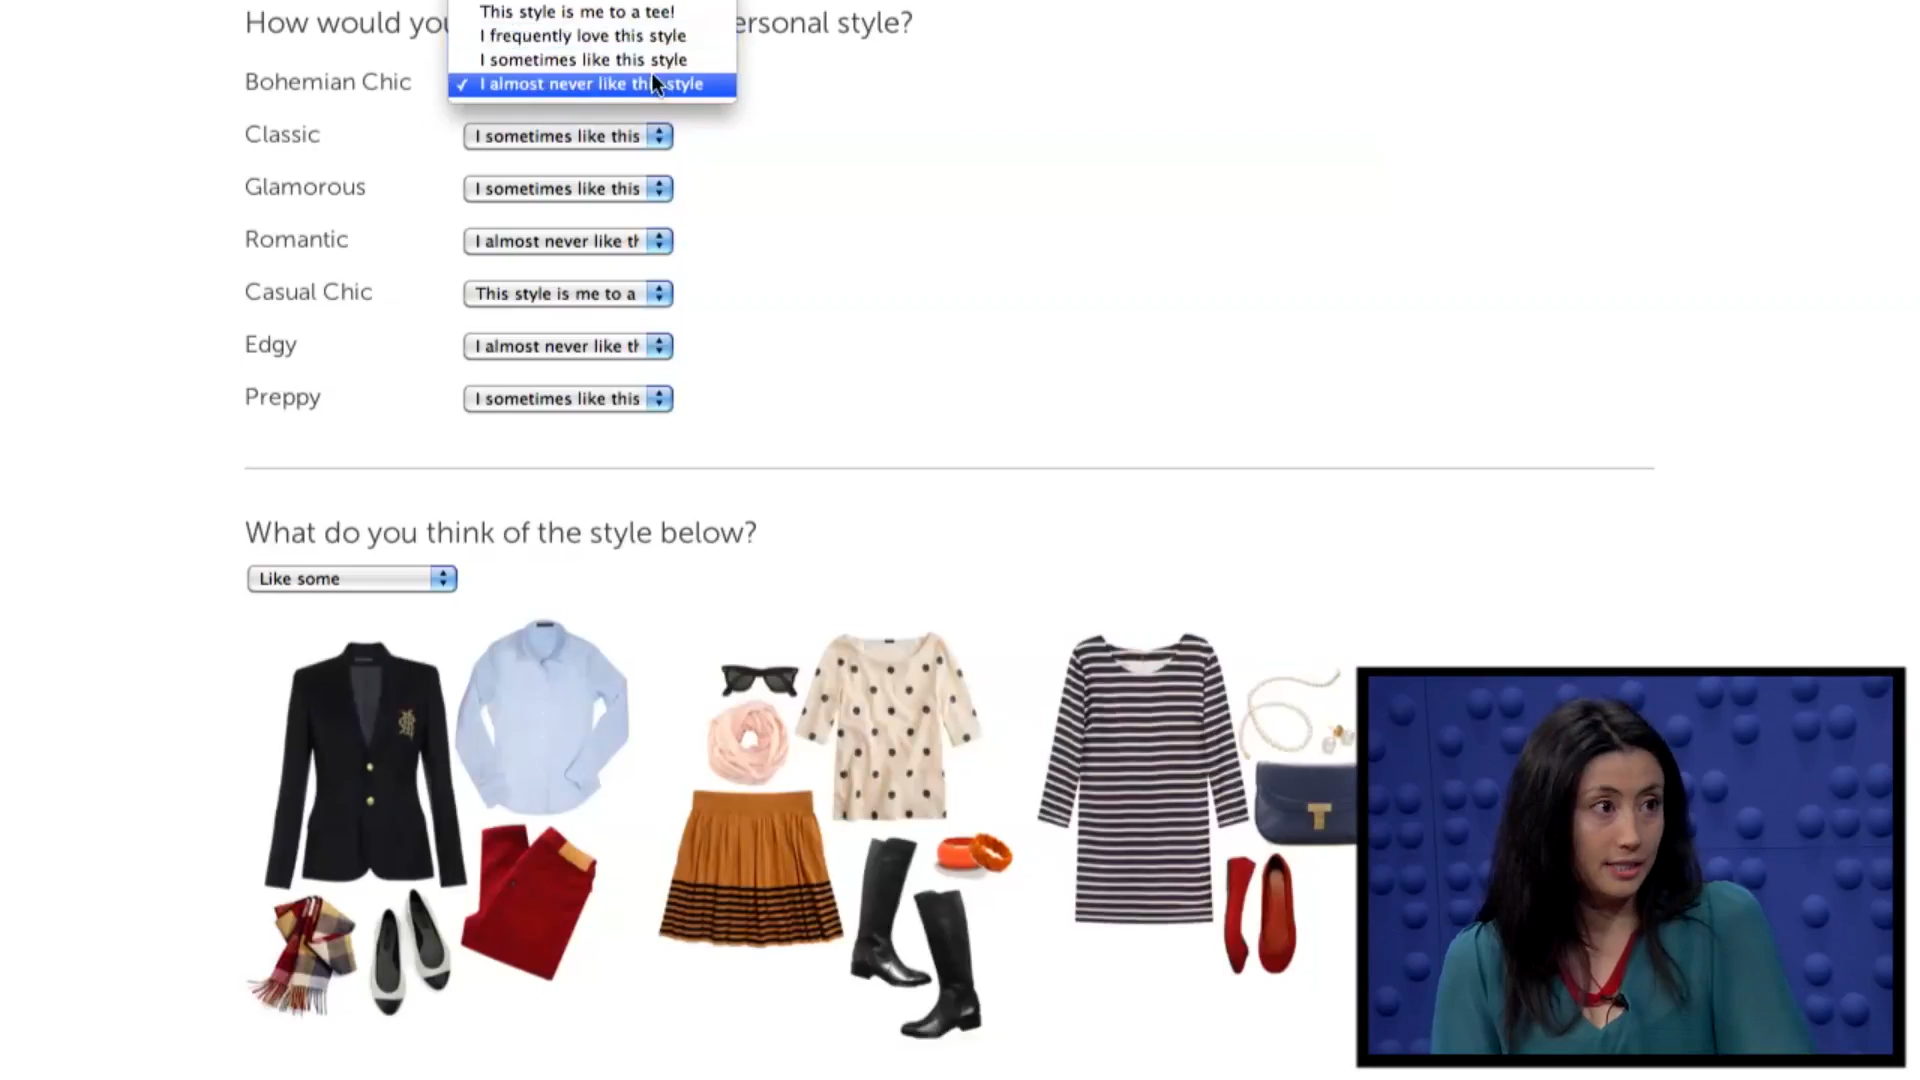 How would you
ersonal style?
This style is me to a tee!
I frequently love this style
I sometimes like this style
Bohemian Chic
✓ I almost never like this style
Classic
I sometimes like this
Glamorous
I sometimes like this
Romantic
I almost never like th
Casual Chic
This style is me to a
Edgy
I almost never like th
Preppy
I sometimes like this
What do you think of the style below?
Like some